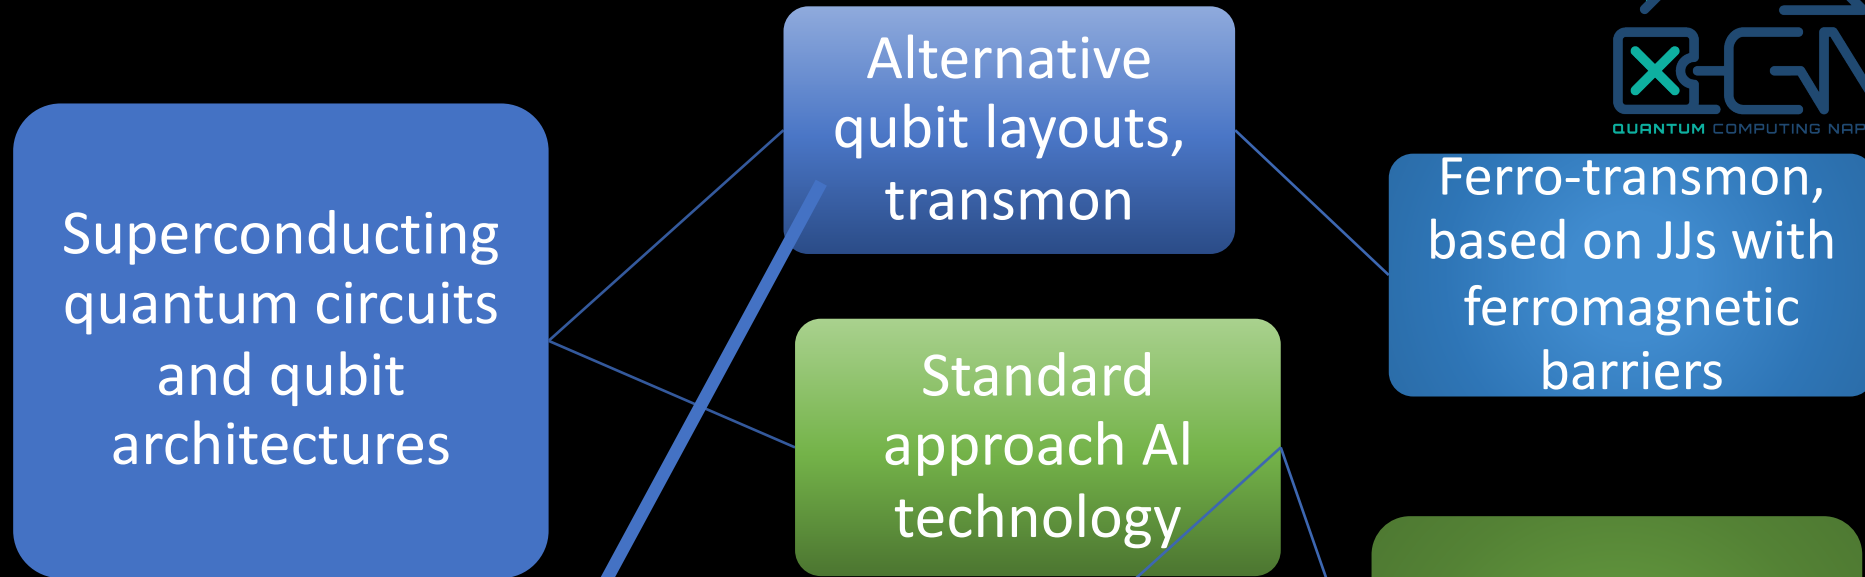 Superconducting
quantum circuits
and qubit
architectures
Alternative
qubit layouts,
transmon
Standard
approach Al
technology
QUANTUM COMPUTING
Ferro-transmon,
based on JJs with
ferromagnetic
barriers